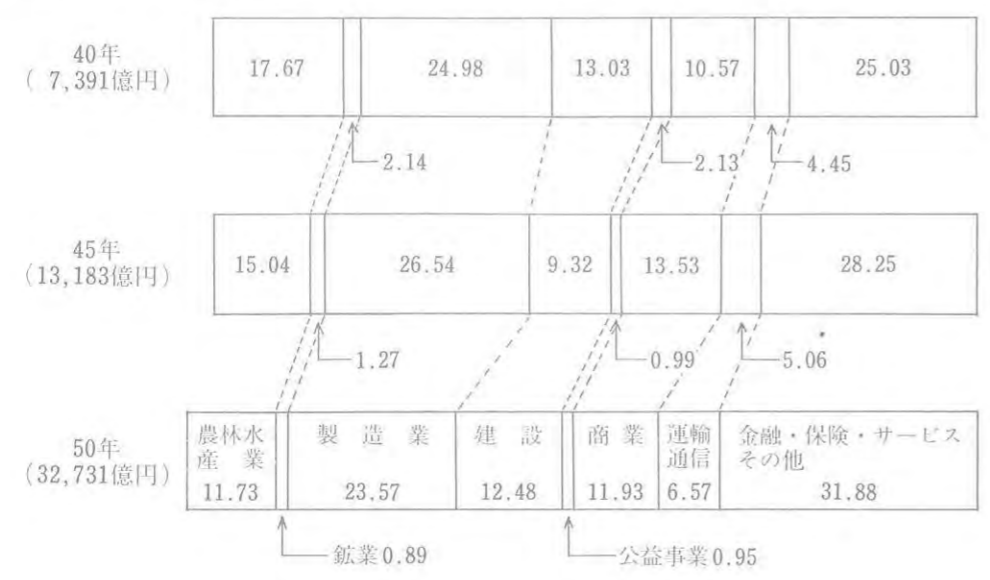 40年
( 7,391億円)
17.67
24.98
13.03
10.57
25.03
2.14
2.13
4.45
45年
(13,183億円)
15.04
26.54
9.32
13.53
28.25
1.27
0.99
5.06
50年
(32,731億円)
農林水
産業
11.73
製造業
23.57
建設
12.48
商業
11.93
運輸
通信
6.57
金融・保険・サービス
その他
31.88
鉱業0.89
公益事業0.95